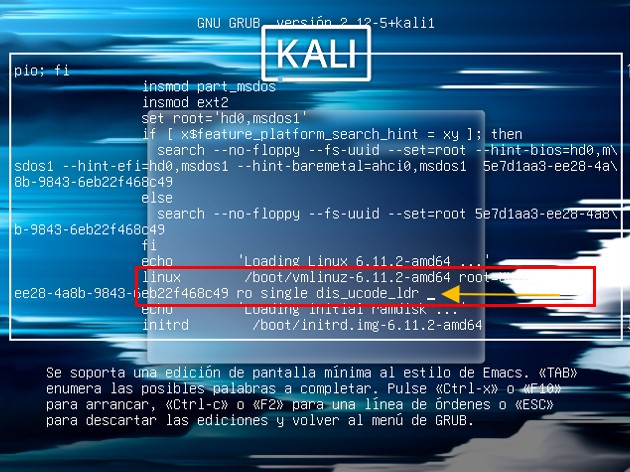 GNU GRUB versión 2.12-5+kali1
KALI
pio; fi
insmod part_msdos
insmod ext2
set root='hd0,msdos1'
if [ x$feature_platform_search_hint = xy ]; then
search --no-floppy --fs-uuid --set=root --hint-bios=hd0,m\
sdos1 --hint-efi=hd0,msdos1 --hint-baremetal=ahci0,msdos1 5e7d1aa3-ee28-4a\
8b-9843-6eb22f468c49
else
search --no-floppy --fs-uuid --set=root 5e7d1aa3-ee28-4a8\
b-9843-6eb22f468c49
fi
echo 'Loading Linux 6.11.2-amd64 ...'
linux /boot/vmlinuz-6.11.2-amd64
ee28-4a8b-9843-6eb22f468c49 ro single dis_ucode_ldr _
echo 'Loading initial ramdisk ...'
initrd /boot/initrd.img-6.11.2-amd64
Se soporta una edición de pantalla mínima al estilo de Emacs. «TAB»
enumera las posibles palabras a completar. Pulse «Ctrl-x» o «F10»
para arrancar, «Ctrl-c» o «F2» para una línea de órdenes o «ESC»
para descartar las ediciones y volver al menú de GRUB.